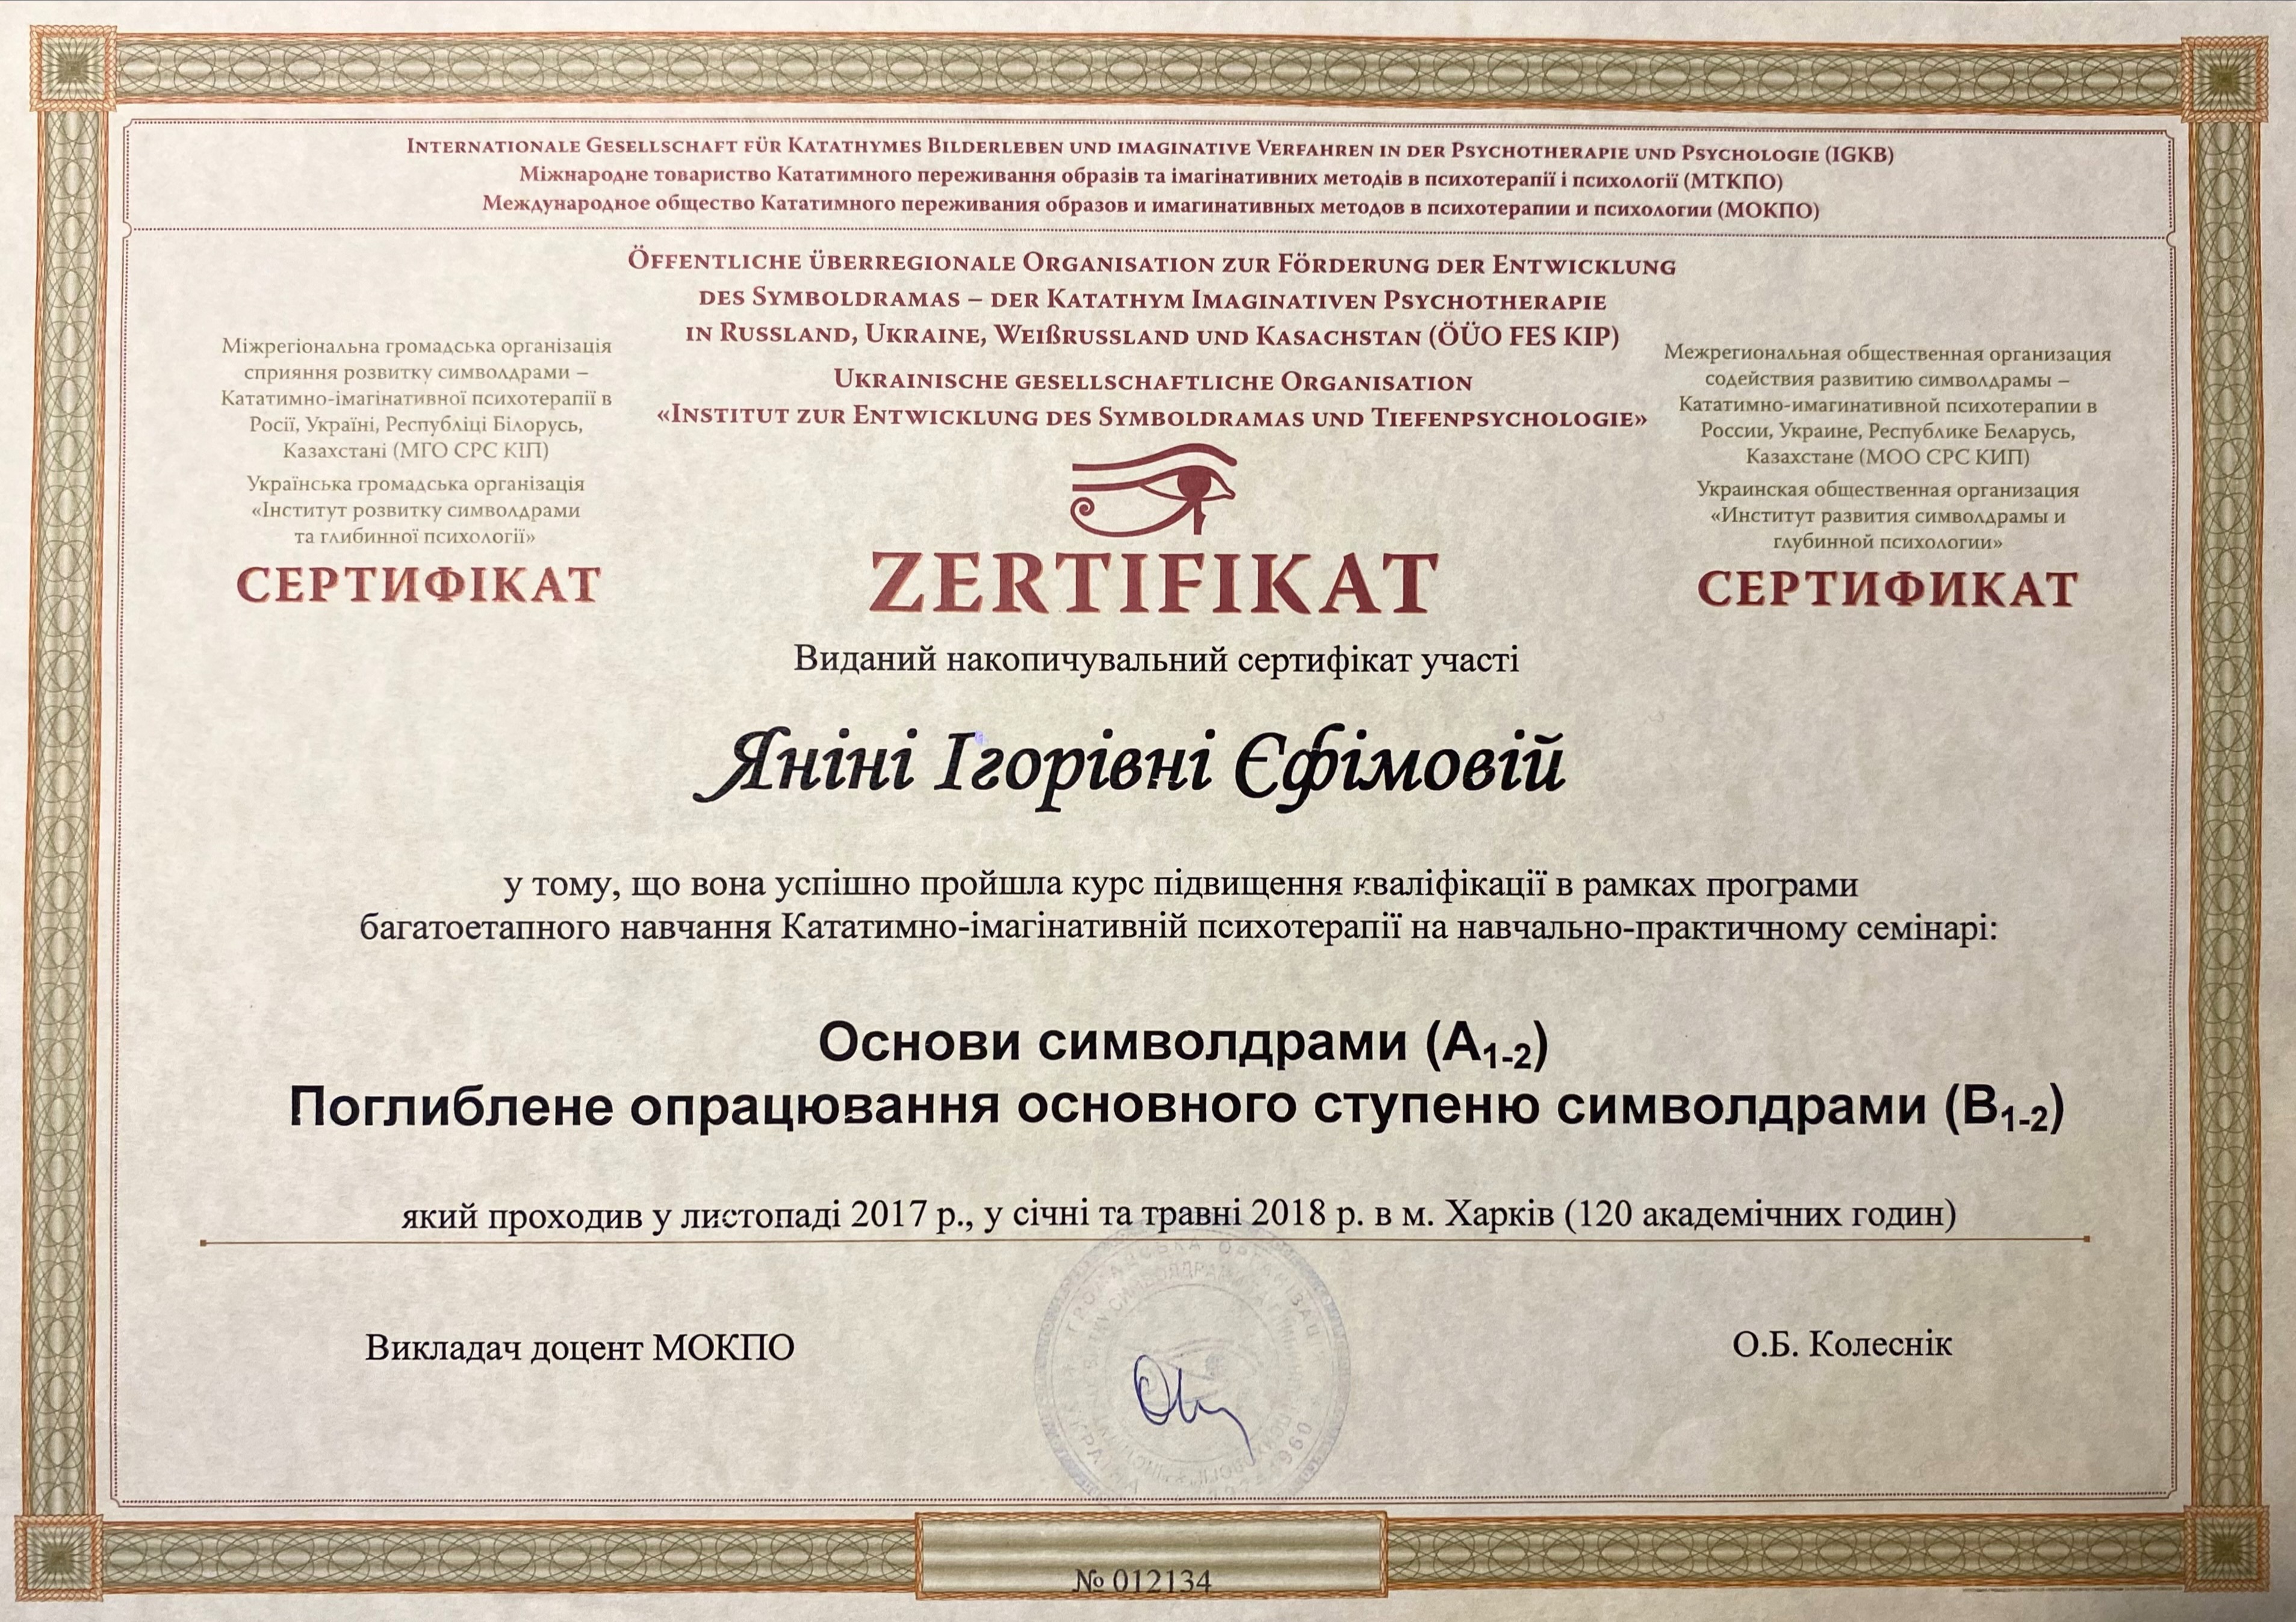 Internationale Gesellschaft für Katathymes Bilderleben und imaginative Verfahren in der Psychotherapie und Psychologie (IGKB)
Міжнародне товариство Кататимного переживання образів та імагінативних методів в психотерапії і психології (МТКПО)
Международное общество Кататимного переживания образов и имагинативных методов в психотерапии и психологии (МОКПО)
Öffentliche überregionale Organisation zur Förderung der Entwicklung
des Symboldramas – der Katathym Imaginativen Psychotherapie
in Russland, Ukraine, Weißrussland und Kasachstan (ÖÜO FES KIP)
Ukrainische gesellschaftliche Organisation
«Institut zur Entwicklung des Symboldramas und Tiefenpsychologie»
Міжрегіональна громадська організація
сприяння розвитку символдрами –
Кататимно-імагінативної психотерапії в
Росії, Україні, Республіці Білорусь,
Казахстані (МГО СРС КІП)
Українська громадська організація
«Інститут розвитку символдрами
та глибинної психології»
СЕРТИФІКАТ
ZERTIFIKAT
Межрегиональная общественная организация
содействия развитию символдрамы –
Кататимно-имагинативной психотерапии в
России, Украине, Республике Беларусь,
Казахстане (МОО СРС КИП)
Украинская общественная организация
«Институт развития символдрамы и
глубинной психологии»
СЕРТИФИКАТ
Виданий накопичувальний сертифікат участі
Яніні Ігорівні Єфімовій
у тому, що вона успішно пройшла курс підвищення кваліфікації в рамках програми
багатоетапного навчання Кататимно-імагінативній психотерапії на навчально-практичному семінарі:
Основи символдрами (А1-2)
Поглиблене опрацювання основного ступеню символдрами (В1-2)
який проходив у листопаді 2017 р., у січні та травні 2018 р. в м. Харків (120 академічних годин)
Викладач доцент МОКПО
О.Б. Колеснік
№ 012134